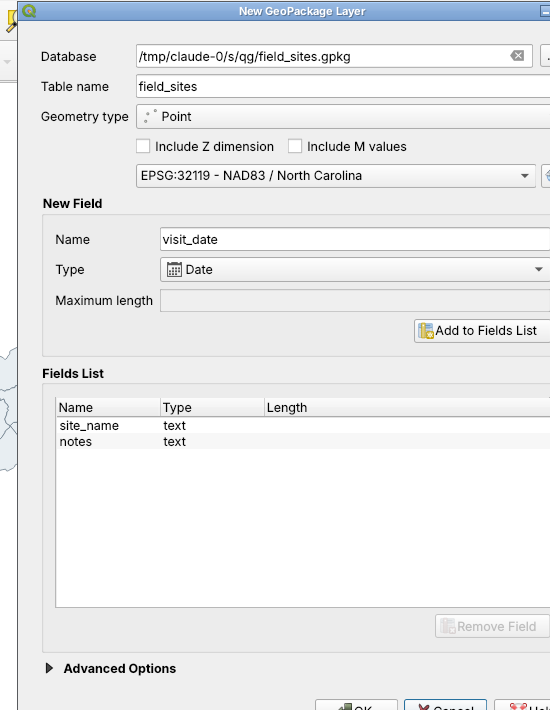 New GeoPackage Layer
Database /tmp/claude-0/s/qg/field_sites.gpkg
Table name field_sites
Geometry type Point
Include Z dimension Include M values
EPSG:32119 - NAD83 / North Carolina
New Field
Name visit_date
Type Date
Maximum length
Add to Fields List
Fields List
Name Type Length
site_name text
notes text
Remove Field
Advanced Options
OK Cancel